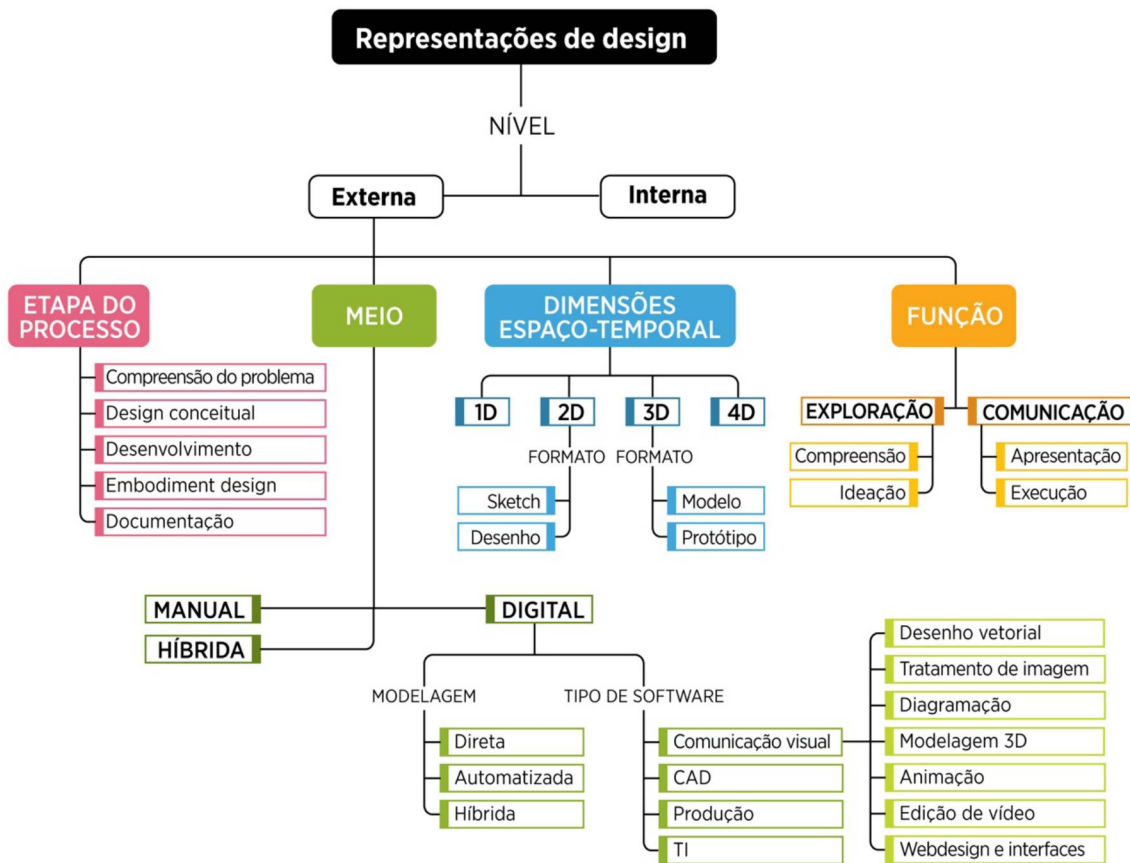 Representações de design
NÍVEL
Externa
Interna
ETAPA DO
PROCESSO
Compreensão do problema
Design conceitual
Desenvolvimento
Embodiment design
Documentação
MEIO
DIMENSÕES
ESPAÇO-TEMPORAL
1D
2D
3D
4D
FORMATO
FORMATO
Sketch
Desenho
Modelo
Protótipo
FUNÇÃO
EXPLORAÇÃO
COMUNICAÇÃO
Compreensão
Ideação
Apresentação
Execução
MANUAL
HÍBRIDA
DIGITAL
MODELAGEM
Direta
Automatizada
Híbrida
TIPO DE SOFTWARE
Comunicação visual
CAD
Produção
TI
Desenho vetorial
Tratamento de imagem
Diagramação
Modelagem 3D
Animação
Edição de vídeo
Webdesign e interfaces